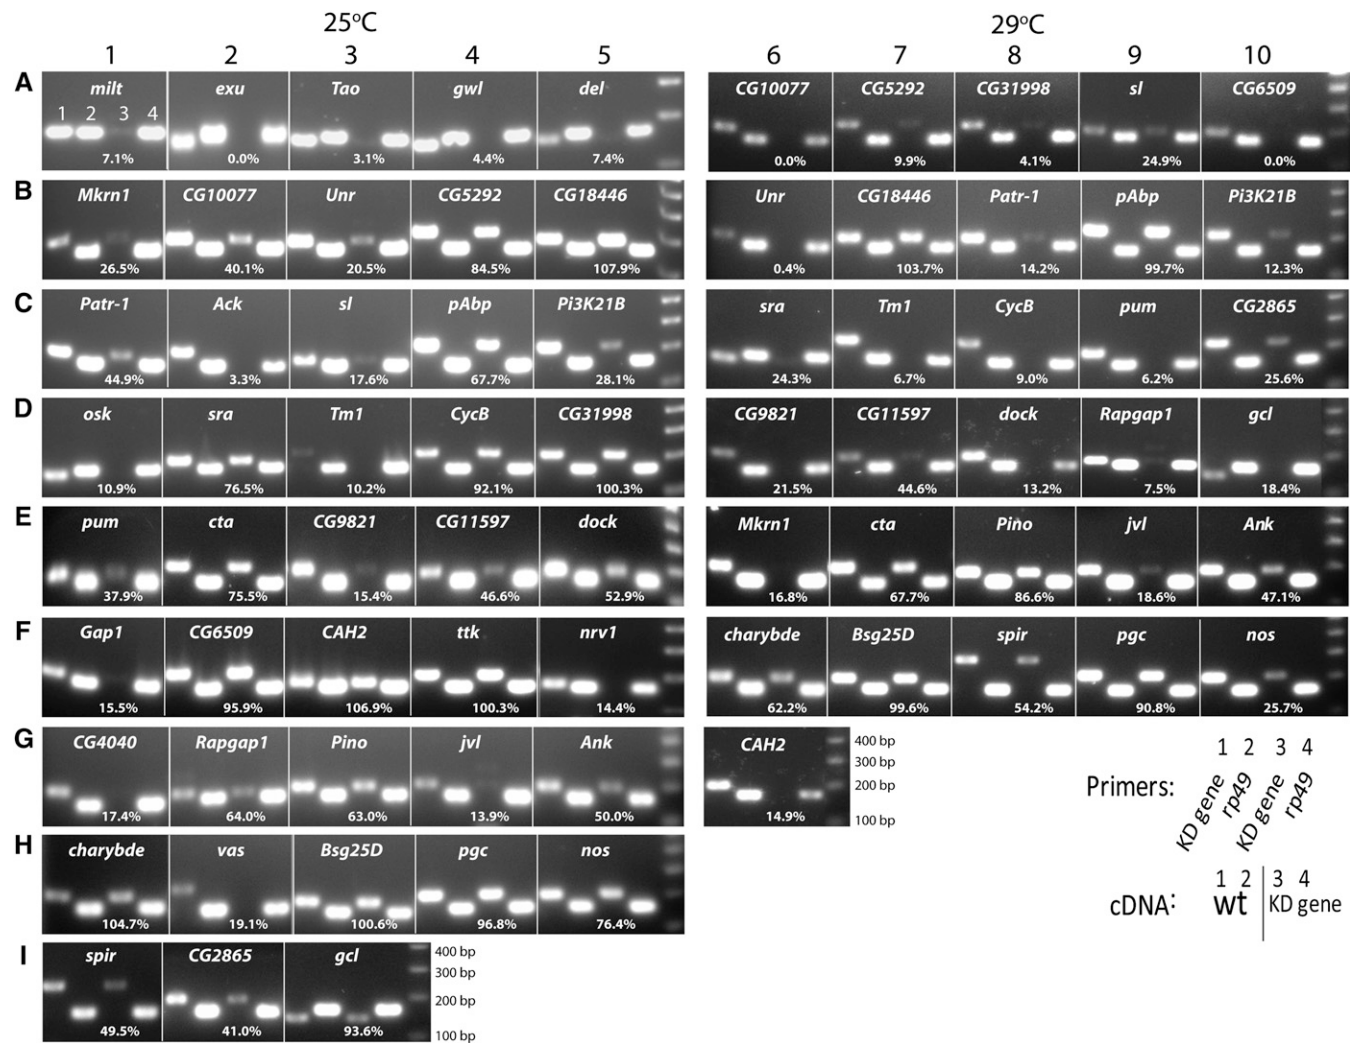 25°C 29°C
1 2 3 4 5 6 7 8 9 10
A milt exu Tao gwl del CG10077 CG5292 CG31998 sl CG6509
1 2 3 4
7.1% 0.0% 3.1% 4.4% 7.4% 0.0% 9.9% 4.1% 24.9% 0.0%
B Mkrn1 CG10077 Unr CG5292 CG18446 Unr CG18446 Patr-1 pAbp Pi3K21B
26.5% 40.1% 20.5% 84.5% 107.9% 0.4% 103.7% 14.2% 99.7% 12.3%
C Patr-1 Ack sl pAbp Pi3K21B sra Tm1 CycB pum CG2865
44.9% 3.3% 17.6% 67.7% 28.1% 24.3% 6.7% 9.0% 6.2% 25.6%
D osk sra Tm1 CycB CG31998 CG9821 CG11597 dock Rapgap1 gcl
10.9% 76.5% 10.2% 92.1% 100.3% 21.5% 44.6% 13.2% 7.5% 18.4%
E pum cta CG9821 CG11597 dock Mkrn1 cta Pino jvl Ank
37.9% 75.5% 15.4% 46.6% 52.9% 16.8% 67.7% 86.6% 18.6% 47.1%
F Gap1 CG6509 CAH2 ttk nrv1 charybde Bsg25D spir pgc nos
15.5% 95.9% 106.9% 100.3% 14.4% 62.2% 99.6% 54.2% 90.8% 25.7%
G CG4040 Rapgap1 Pino jvl Ank CAH2
17.4% 64.0% 63.0% 13.9% 50.0% 14.9%
400 bp
300 bp
200 bp
100 bp
1 2 3 4
Primers: KD gene rp49 KD gene rp49
1 2 3 4
cDNA: wt KD gene
H charybde vas Bsg25D pgc nos
104.7% 19.1% 100.6% 96.8% 76.4%
I spir CG2865 gcl
49.5% 41.0% 93.6%
400 bp
300 bp
200 bp
100 bp